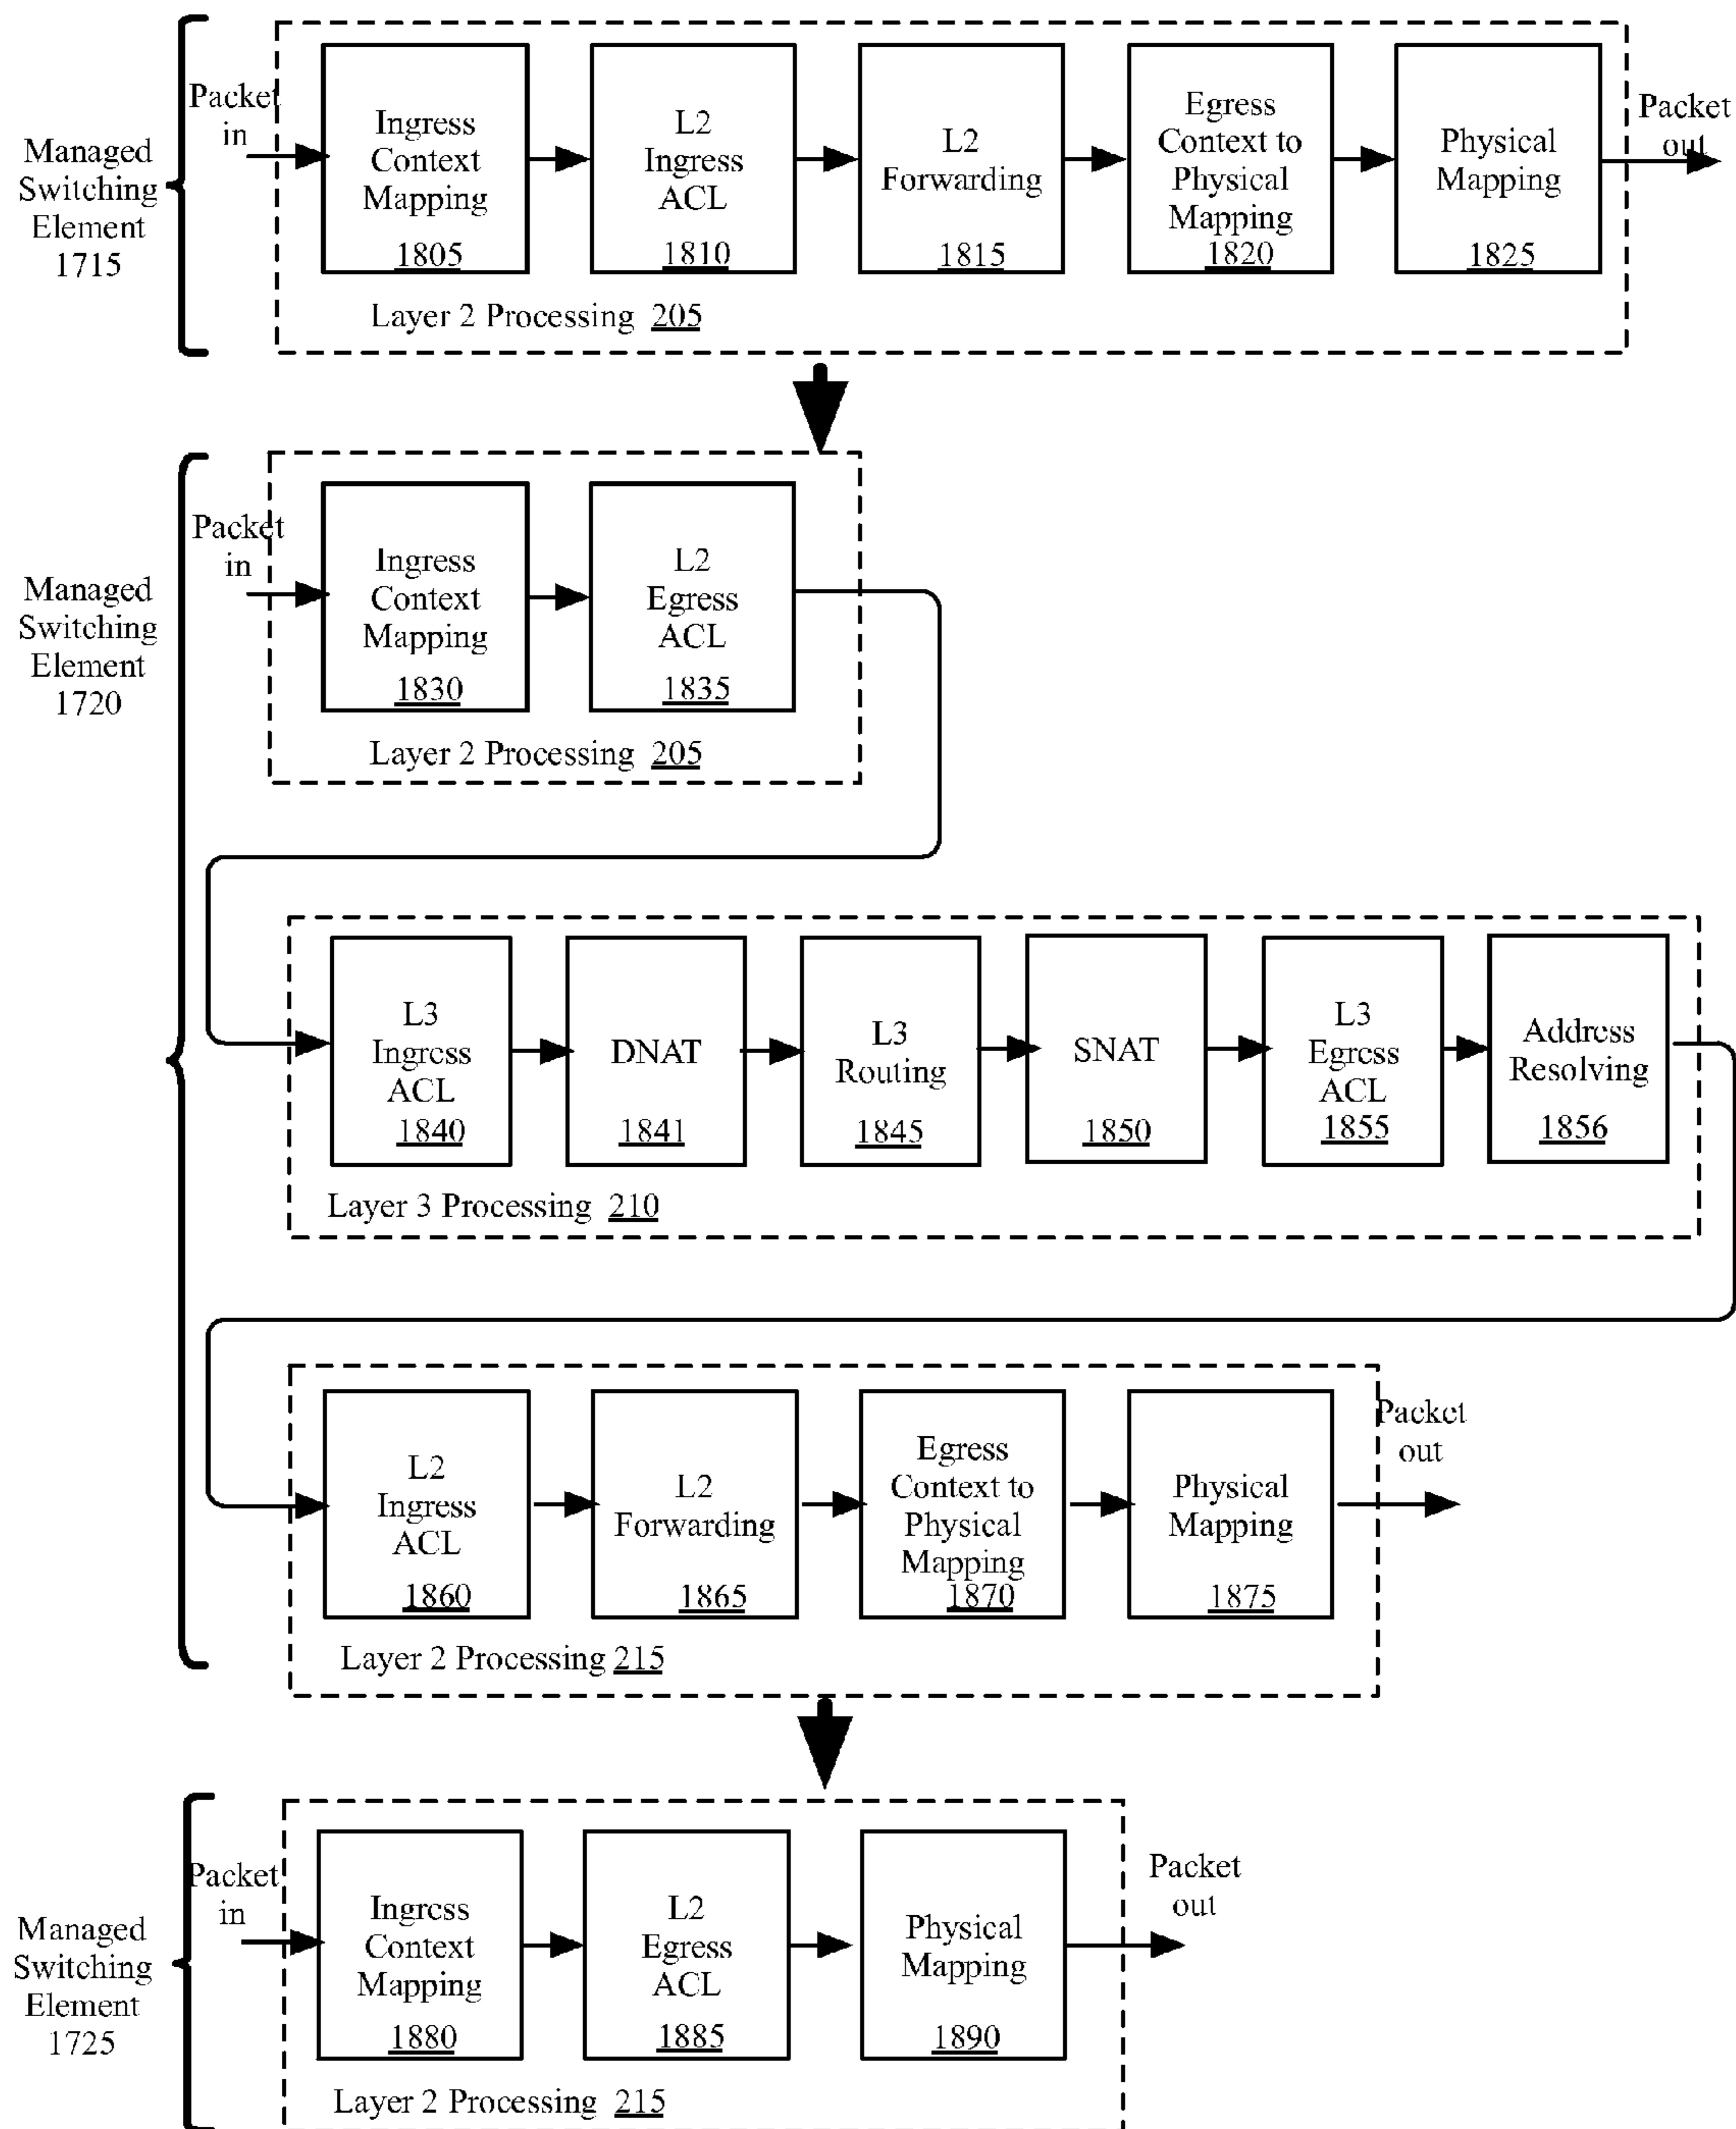 Managed
Switching
Element
1715
Packet
in
Ingress
Context
Mapping
1805
L2
Ingress
ACL
1810
L2
Forwarding
1815
Egress
Context to
Physical
Mapping
1820
Physical
Mapping
1825
Packet
out
Layer 2 Processing 205
Managed
Switching
Element
1720
Packet
in
Ingress
Context
Mapping
1830
L2
Egress
ACL
1835
Layer 2 Processing 205
L3
Ingress
ACL
1840
DNAT
1841
L3
Routing
1845
SNAT
1850
L3
Egress
ACL
1855
Address
Resolving
1856
Layer 3 Processing 210
L2
Ingress
ACL
1860
L2
Forwarding
1865
Egress
Context to
Physical
Mapping
1870
Physical
Mapping
1875
Packet
out
Layer 2 Processing 215
Managed
Switching
Element
1725
Packet
in
Ingress
Context
Mapping
1880
L2
Egress
ACL
1885
Physical
Mapping
1890
Packet
out
Layer 2 Processing 215